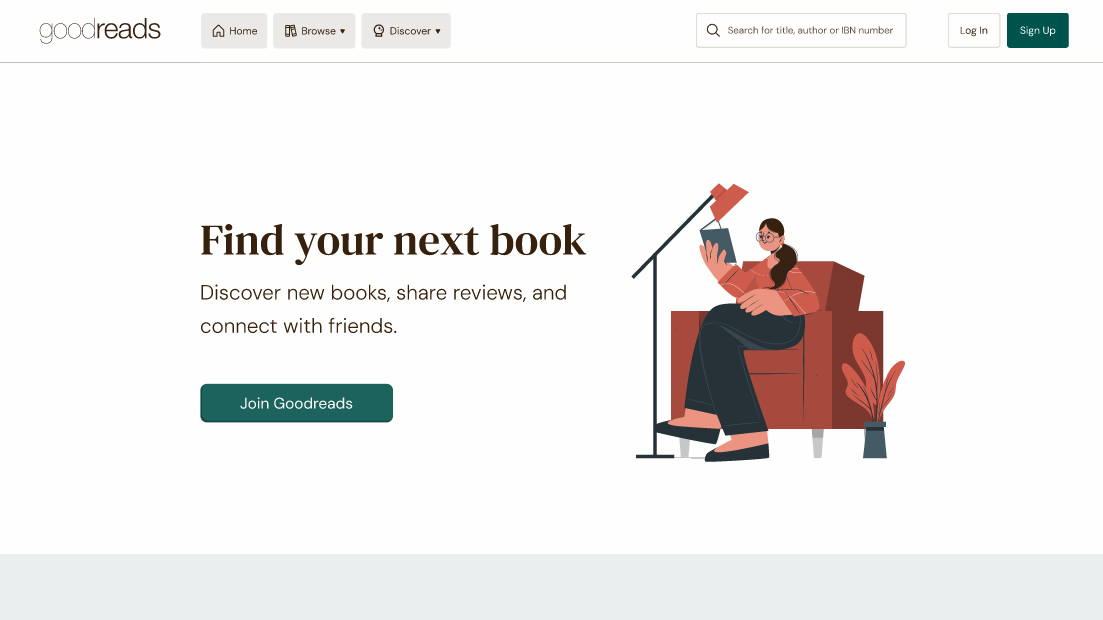 goodreads
Home
Browse ▾
Discover ▾
Search for title, author or IBN number
Log In
Sign Up
Find your next book
Discover new books, share reviews, and
connect with friends.
Join Goodreads